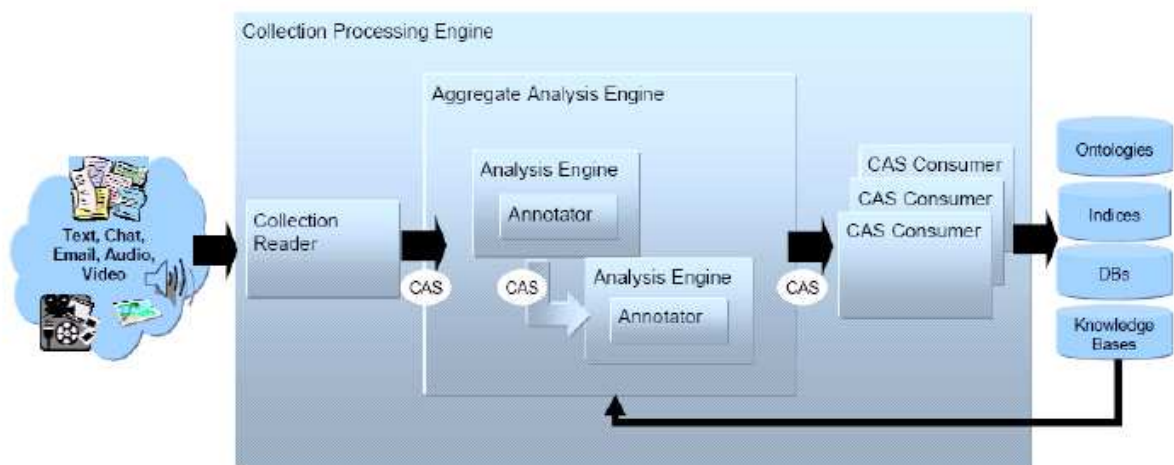 Collection Processing Engine
Aggregate Analysis Engine
Text, Chat,
Email, Audio,
Video
Collection
Reader
CAS
Analysis Engine
Annotator
CAS
Analysis Engine
Annotator
CAS
CAS Consumer
CAS Consumer
CAS Consumer
Ontologies
Indices
DBs
Knowledge
Bases